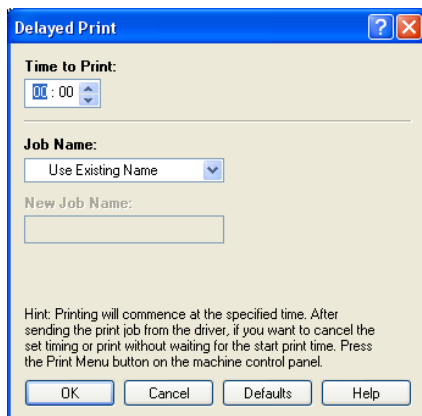 Delayed Print
Time to Print:
00 : 00
Job Name:
Use Existing Name
New Job Name:
Hint: Printing will commence at the specified time. After
sending the print job from the driver, if you want to cancel the
set timing or print without waiting for the start print time. Press
the Print Menu button on the machine control panel.
OK Cancel Defaults Help